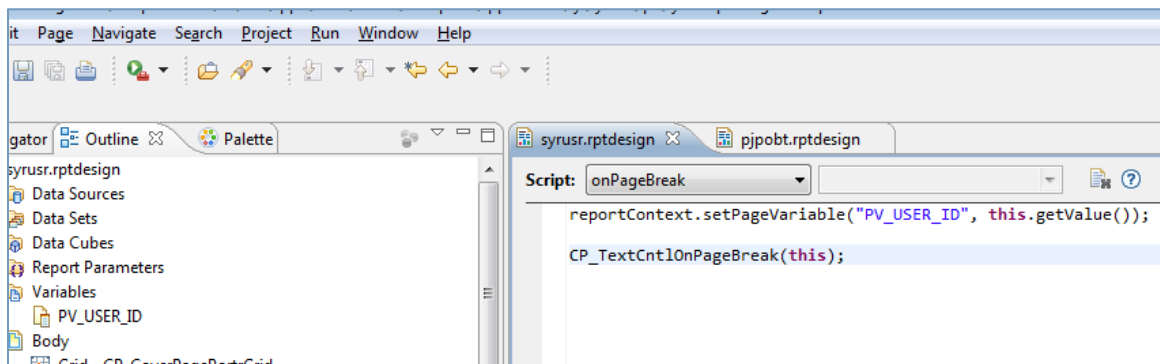 it Page Navigate Search Project Run Window Help
gator Outline Palette
syrusr.rptdesign pjpobt.rptdesign
syrusr.rptdesign
Data Sources
Data Sets
Data Cubes
Report Parameters
Variables
PV_USER_ID
Body
Script: onPageBreak
reportContext.setPageVariable("PV_USER_ID", this.getValue());
CP_TextCntlOnPageBreak(this);